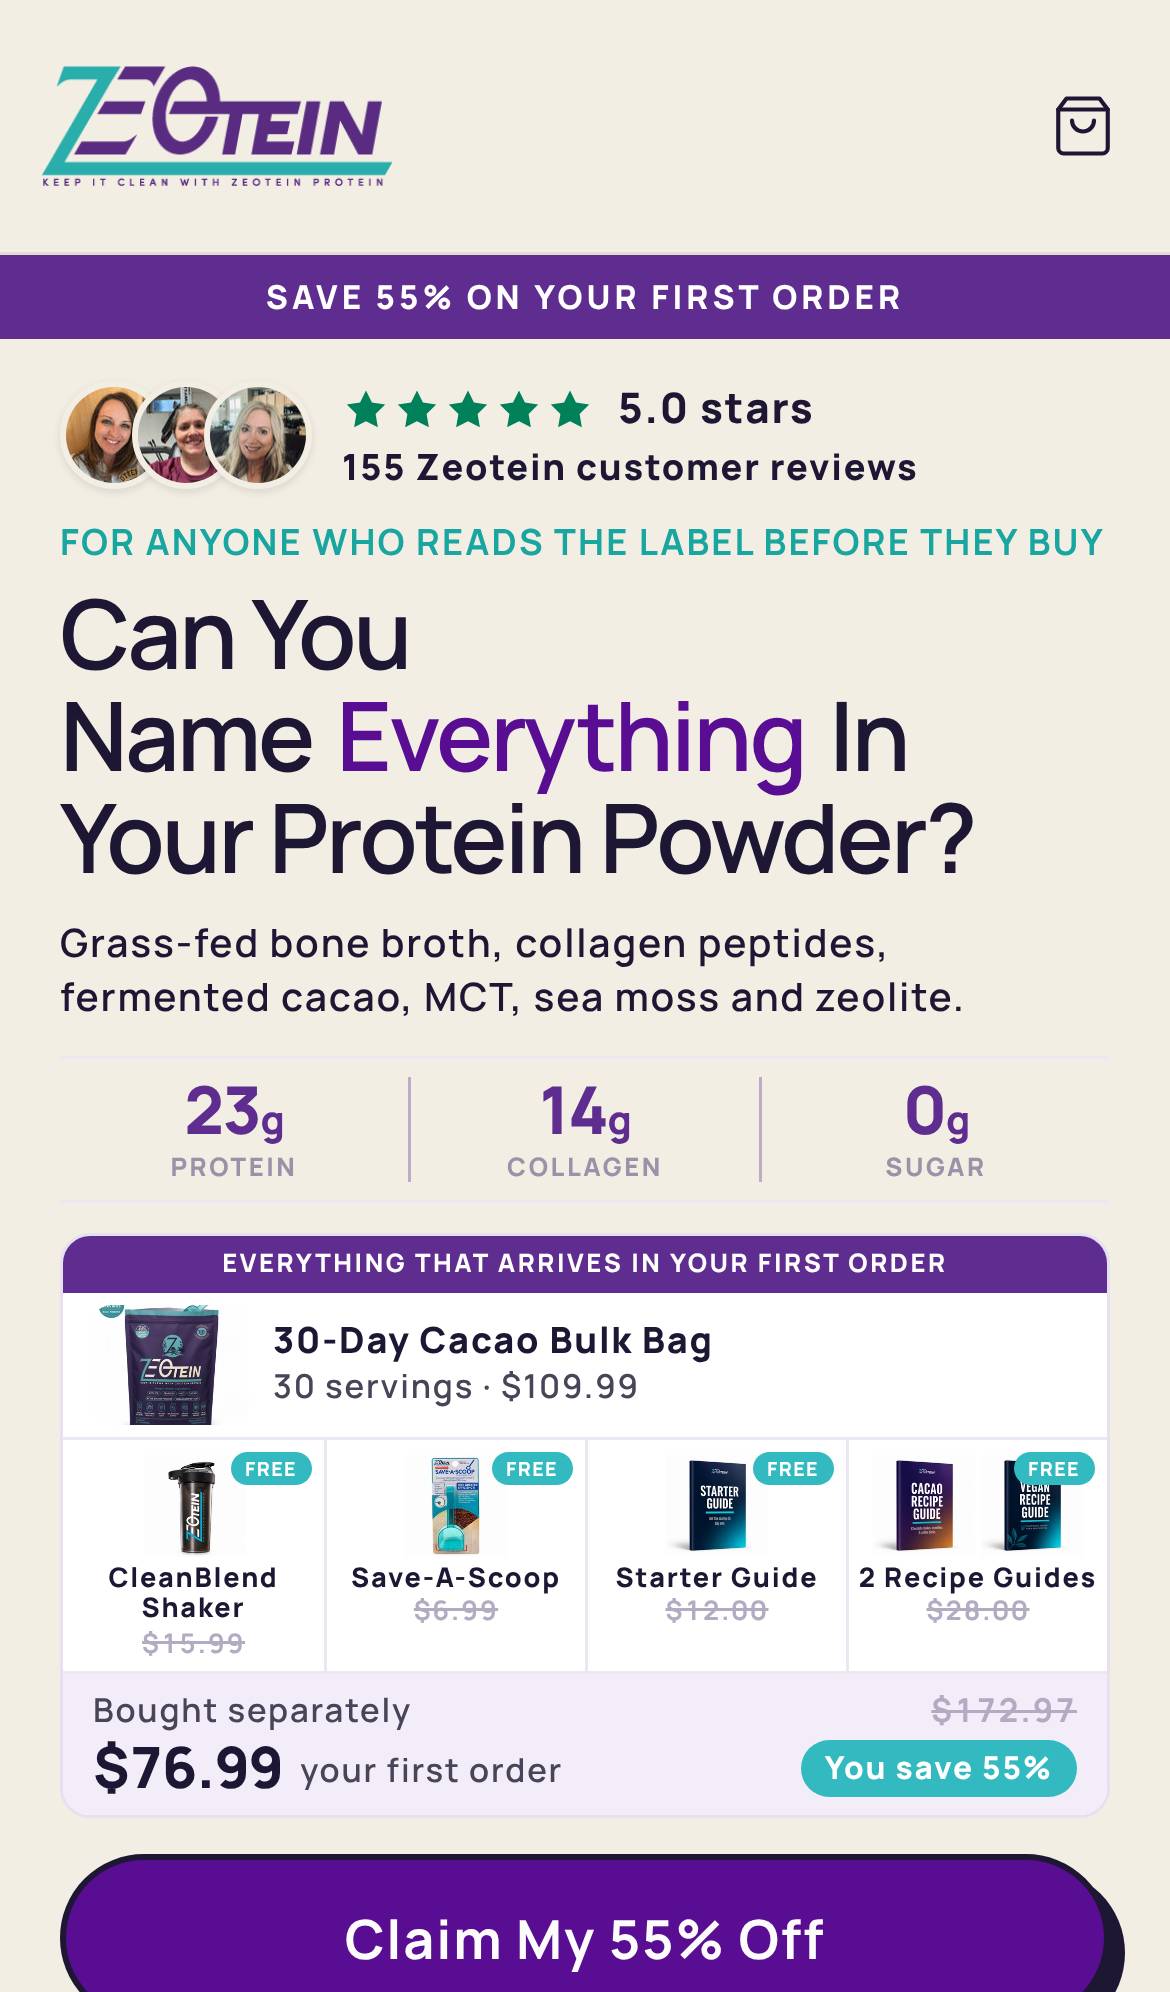 ZEOTEIN
KEEP IT CLEAN WITH ZEOTEIN PROTEIN
SAVE 55% ON YOUR FIRST ORDER
5.0 stars
155 Zeotein customer reviews
FOR ANYONE WHO READS THE LABEL BEFORE THEY BUY
Can You
Name Everything In
Your Protein Powder?
Grass-fed bone broth, collagen peptides,
fermented cacao, MCT, sea moss and zeolite.
23g
PROTEIN
14g
COLLAGEN
0g
SUGAR
EVERYTHING THAT ARRIVES IN YOUR FIRST ORDER
ZEOTEIN
30-Day Cacao Bulk Bag
30 servings · $109.99
ZEOTEIN
FREE
CleanBlend
Shaker
$15.99
SAVE-A-SCOOP
FREE
Save-A-Scoop
$6.99
STARTER
GUIDE
FREE
Starter Guide
$12.00
CACAO
RECIPE
GUIDE
VEGAN
RECIPE
GUIDE
FREE
2 Recipe Guides
$28.00
Bought separately
$172.97
$76.99 your first order
You save 55%
Claim My 55% Off